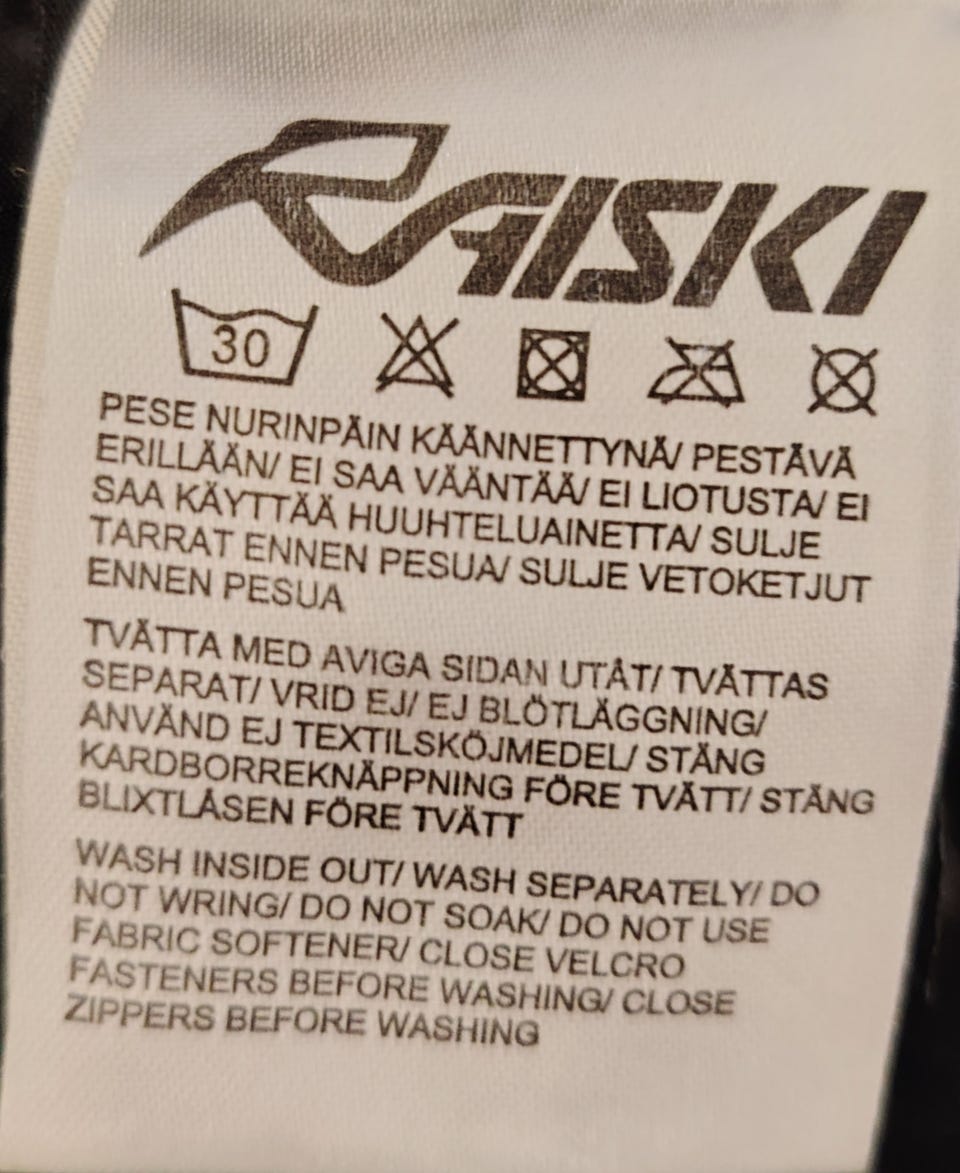 RAISKI
30
PESE NURINPÄIN KÄÄNNETTYNÄ/ PESTÄVÄ
ERILLÄÄN/ EI SAA VÄÄNTÄÄ/ EI LIOTUSTA/ EI
SAA KÄYTTÄÄ HUUHTELUAINETTA/ SULJE
TARRAT ENNEN PESUA/ SULJE VETOKETJUT
ENNEN PESUA
TVÄTTA MED AVIGA SIDAN UTÅT/ TVÄTTAS
SEPARAT/ VRID EJ/ EJ BLÖTLÄGGNING/
ANVÄND EJ TEXTILSKÖJMEDEL/ STÄNG
KARDBORREKNÄPPNING FÖRE TVÄTT/ STÄNG
BLIXTLÅSEN FÖRE TVÄTT
WASH INSIDE OUT/ WASH SEPARATELY/ DO
NOT WRING/ DO NOT SOAK/ DO NOT USE
FABRIC SOFTENER/ CLOSE VELCRO
FASTENERS BEFORE WASHING/ CLOSE
ZIPPERS BEFORE WASHING